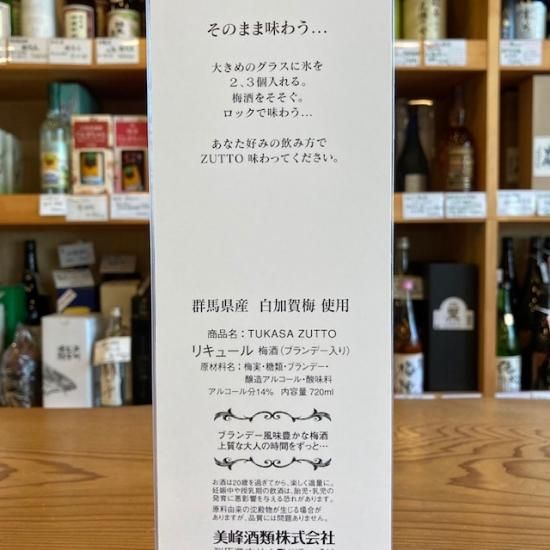 そのまま味わう…
大きめのグラスに氷を
２、３個入れる。
梅酒をそそぐ。
ロックで味わう…
あなた好みの飲み方で
ZUTTO 味わってください。
群馬県産 白加賀梅 使用
商品名：TUKASA ZUTTO
リキュール 梅酒（ブランデー入り）
原材料名：梅実・糖類・ブランデー・
醸造アルコール・酸味料
アルコール分14% 内容量 720ml
ブランデー風味豊かな梅酒
上質な大人の時間をずっと…
お酒は20歳を過ぎてから、楽しく適量に。
妊娠中や授乳期の飲酒は、胎児・乳児の
発育に悪影響を与える恐れがあります。
原料由来の沈殿物が生じる場合が
ありますが、品質には問題ありません。
美峰酒類株式会社